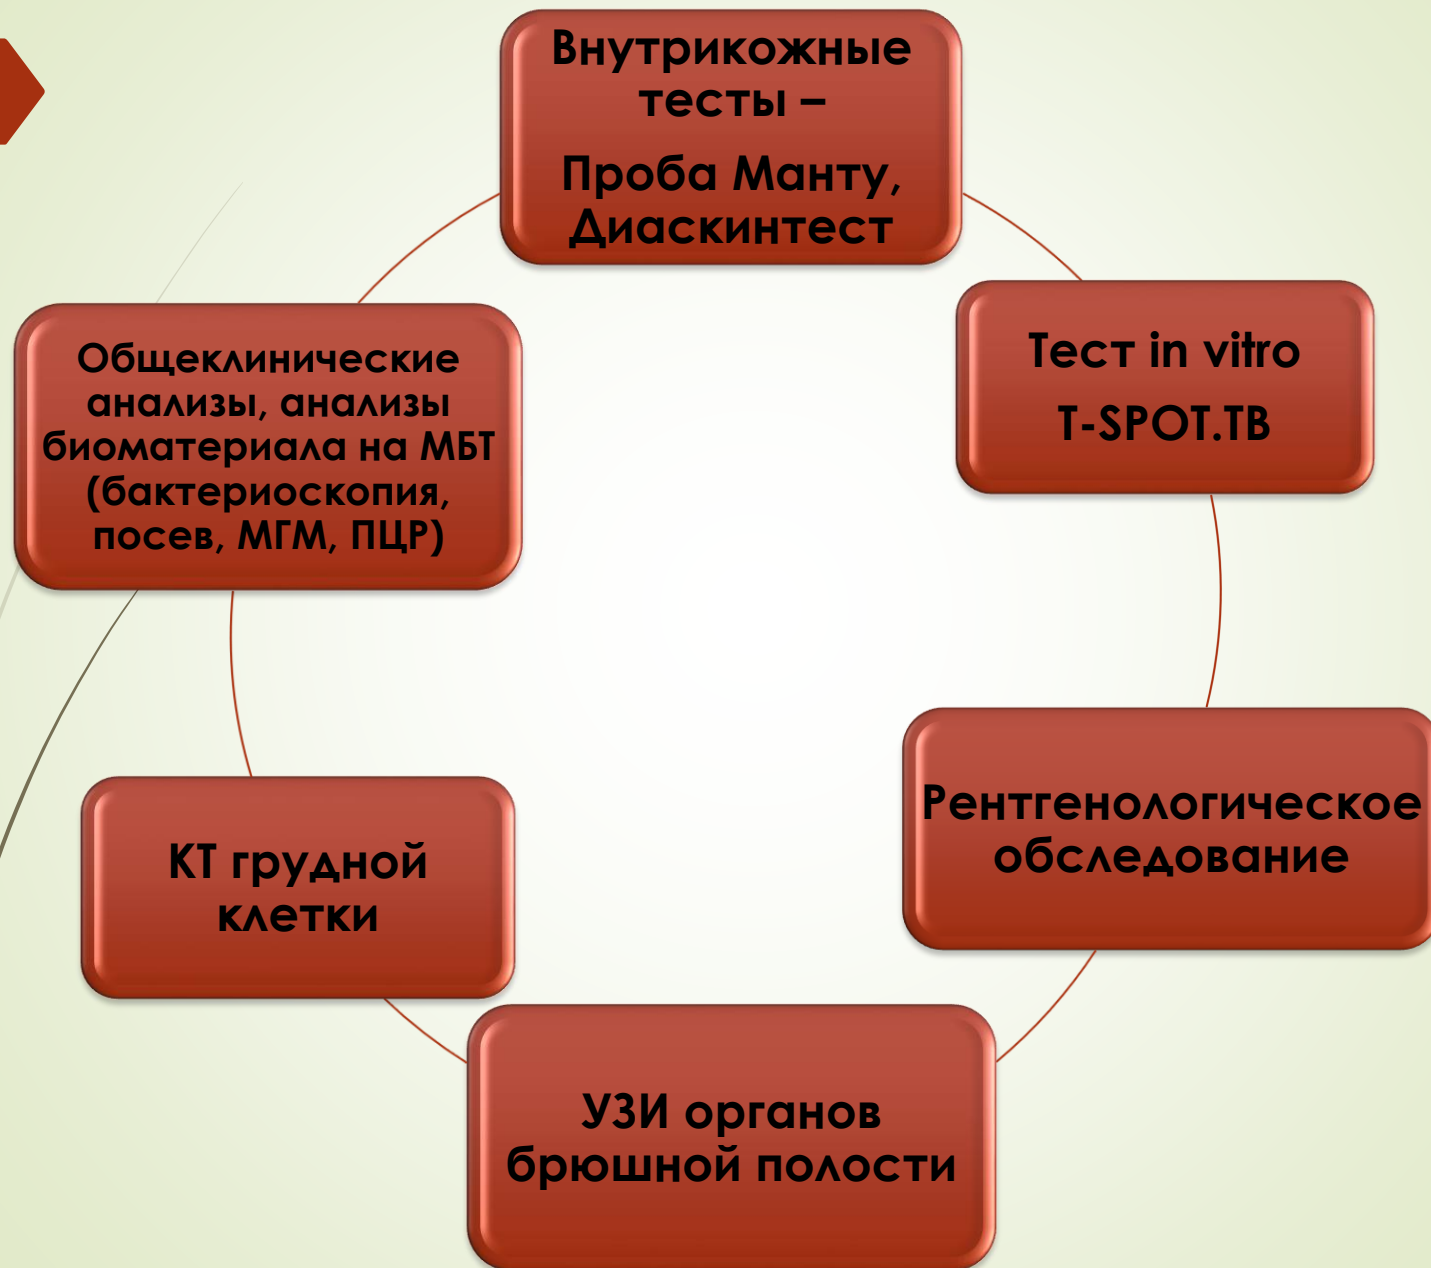 Внутрикожные
тесты –
Проба Манту,
Диаскинтест
Тест in vitro
T-SPOT.TB
Рентгенологическое
обследование
УЗИ органов
брюшной полости
КТ грудной
клетки
Общеклинические
анализы, анализы
биоматериала на МБТ
(бактериоскопия,
посев, МГМ, ПЦР)